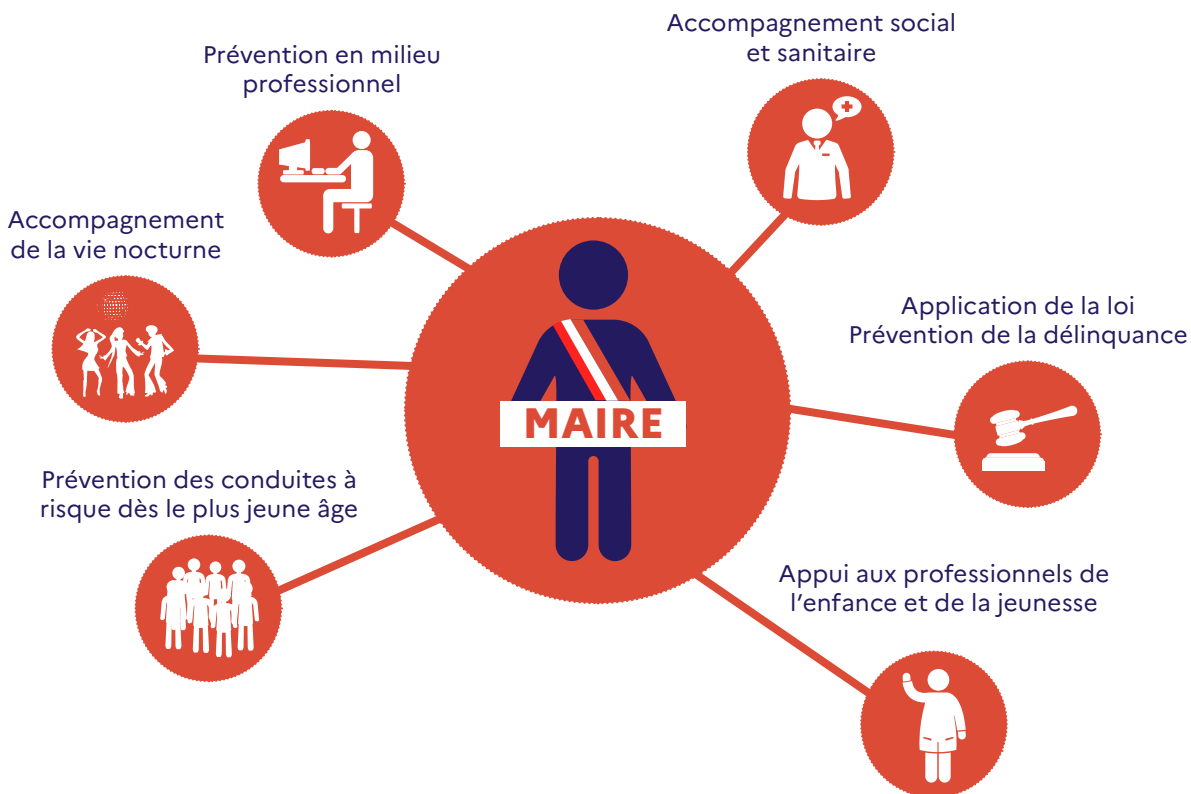 Accompagnement social
et sanitaire
Prévention en milieu
professionnel
Accompagnement
de la vie nocturne
Application de la loi
Prévention de la délinquance
MAIRE
Prévention des conduites à
risque dès le plus jeune âge
Appui aux professionnels de
l’enfance et de la jeunesse